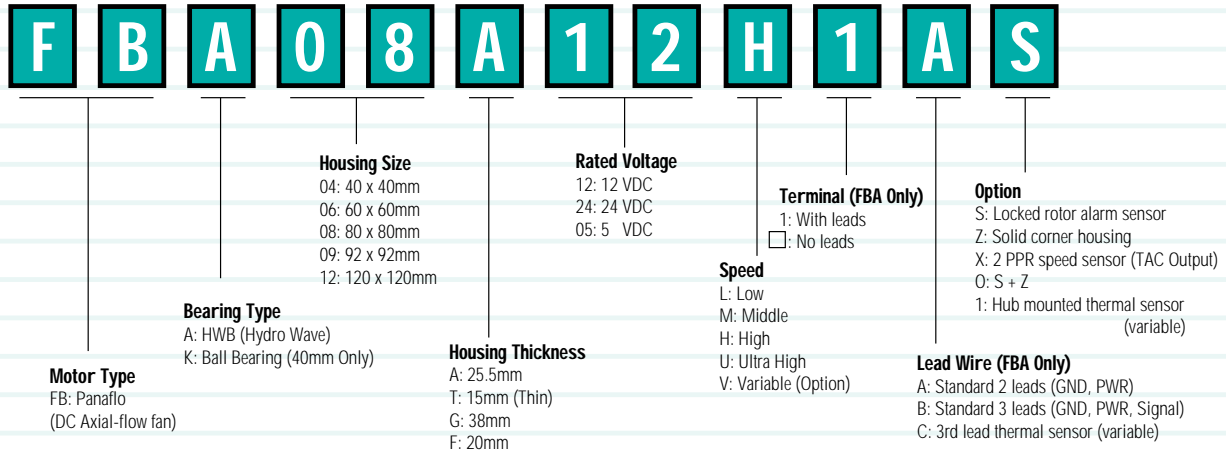 F B A 0 8 A 1 2 H 1 A S
Housing Size
04: 40 x 40mm
06: 60 x 60mm
08: 80 x 80mm
09: 92 x 92mm
12: 120 x 120mm
Rated Voltage
12: 12 VDC
24: 24 VDC
05: 5 VDC
Terminal (FBA Only)
1: With leads
□: No leads
Option
S: Locked rotor alarm sensor
Z: Solid corner housing
X: 2 PPR speed sensor (TAC Output)
O: S + Z
1: Hub mounted thermal sensor
(variable)
Speed
L: Low
M: Middle
H: High
U: Ultra High
V: Variable (Option)
Bearing Type
A: HWB (Hydro Wave)
K: Ball Bearing (40mm Only)
Housing Thickness
A: 25.5mm
T: 15mm (Thin)
G: 38mm
F: 20mm
Lead Wire (FBA Only)
A: Standard 2 leads (GND, PWR)
B: Standard 3 leads (GND, PWR, Signal)
C: 3rd lead thermal sensor (variable)
Motor Type
FB: Panaflo
(DC Axial-flow fan)